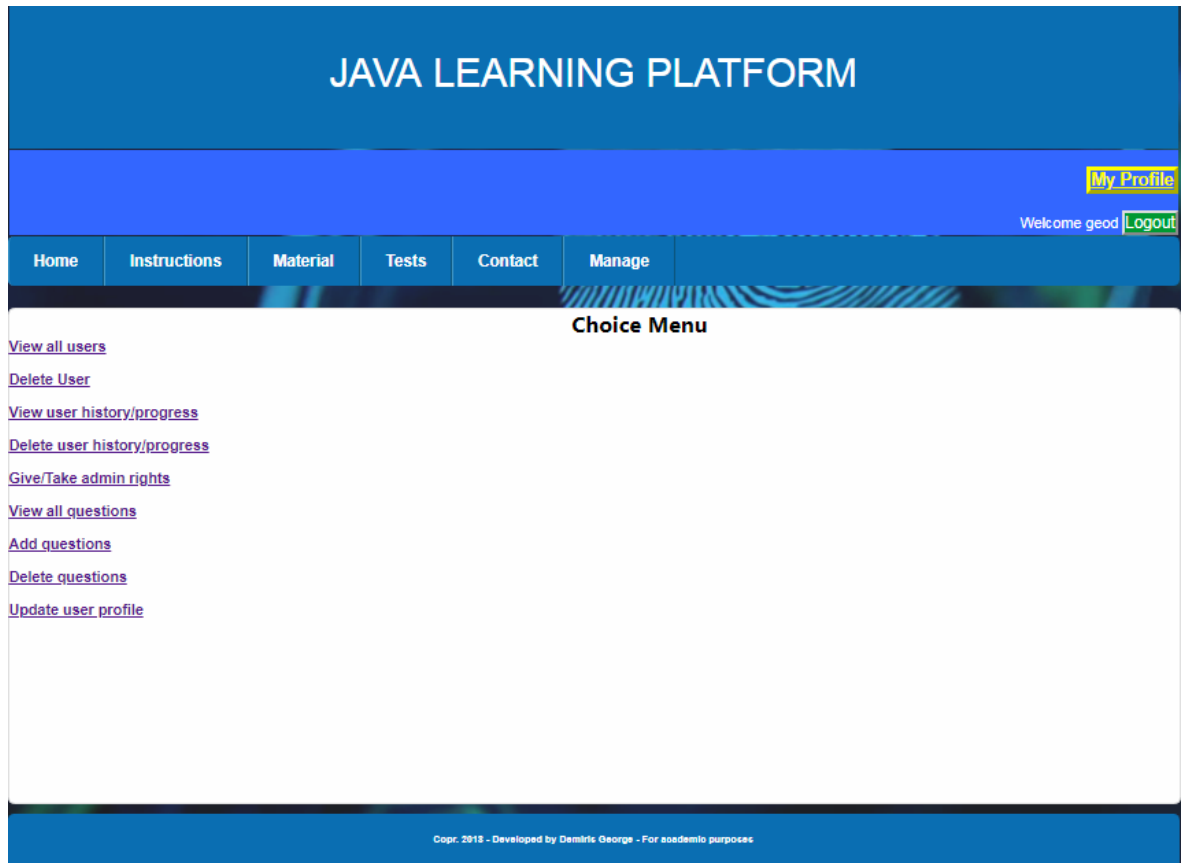 JAVA LEARNING PLATFORM
My Profile
Welcome geod Logout
Home Instructions Material Tests Contact Manage
Choice Menu
View all users
Delete User
View user history/progress
Delete user history/progress
Give/Take admin rights
View all questions
Add questions
Delete questions
Update user profile
Copr. 2018 - Developed by Demiris George - For academic purposes